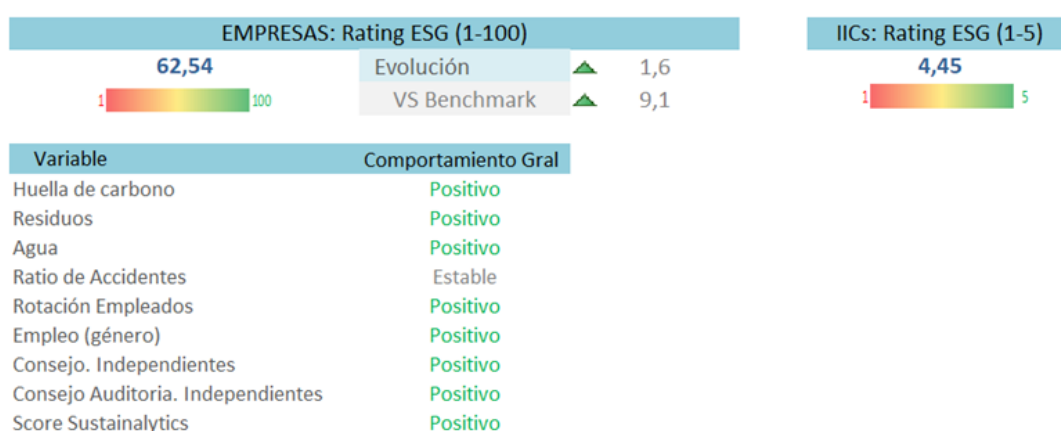 EMPRESAS: Rating ESG (1-100)
IICs: Rating ESG (1-5)
62,54
Evolución 1,6
4,45
1 100
VS Benchmark 9,1
1 5
Variable Comportamiento Gral
Huella de carbono Positivo
Residuos Positivo
Agua Positivo
Ratio de Accidentes Estable
Rotación Empleados Positivo
Empleo (género) Positivo
Consejo. Independientes Positivo
Consejo Auditoria. Independientes Positivo
Score Sustainalytics Positivo